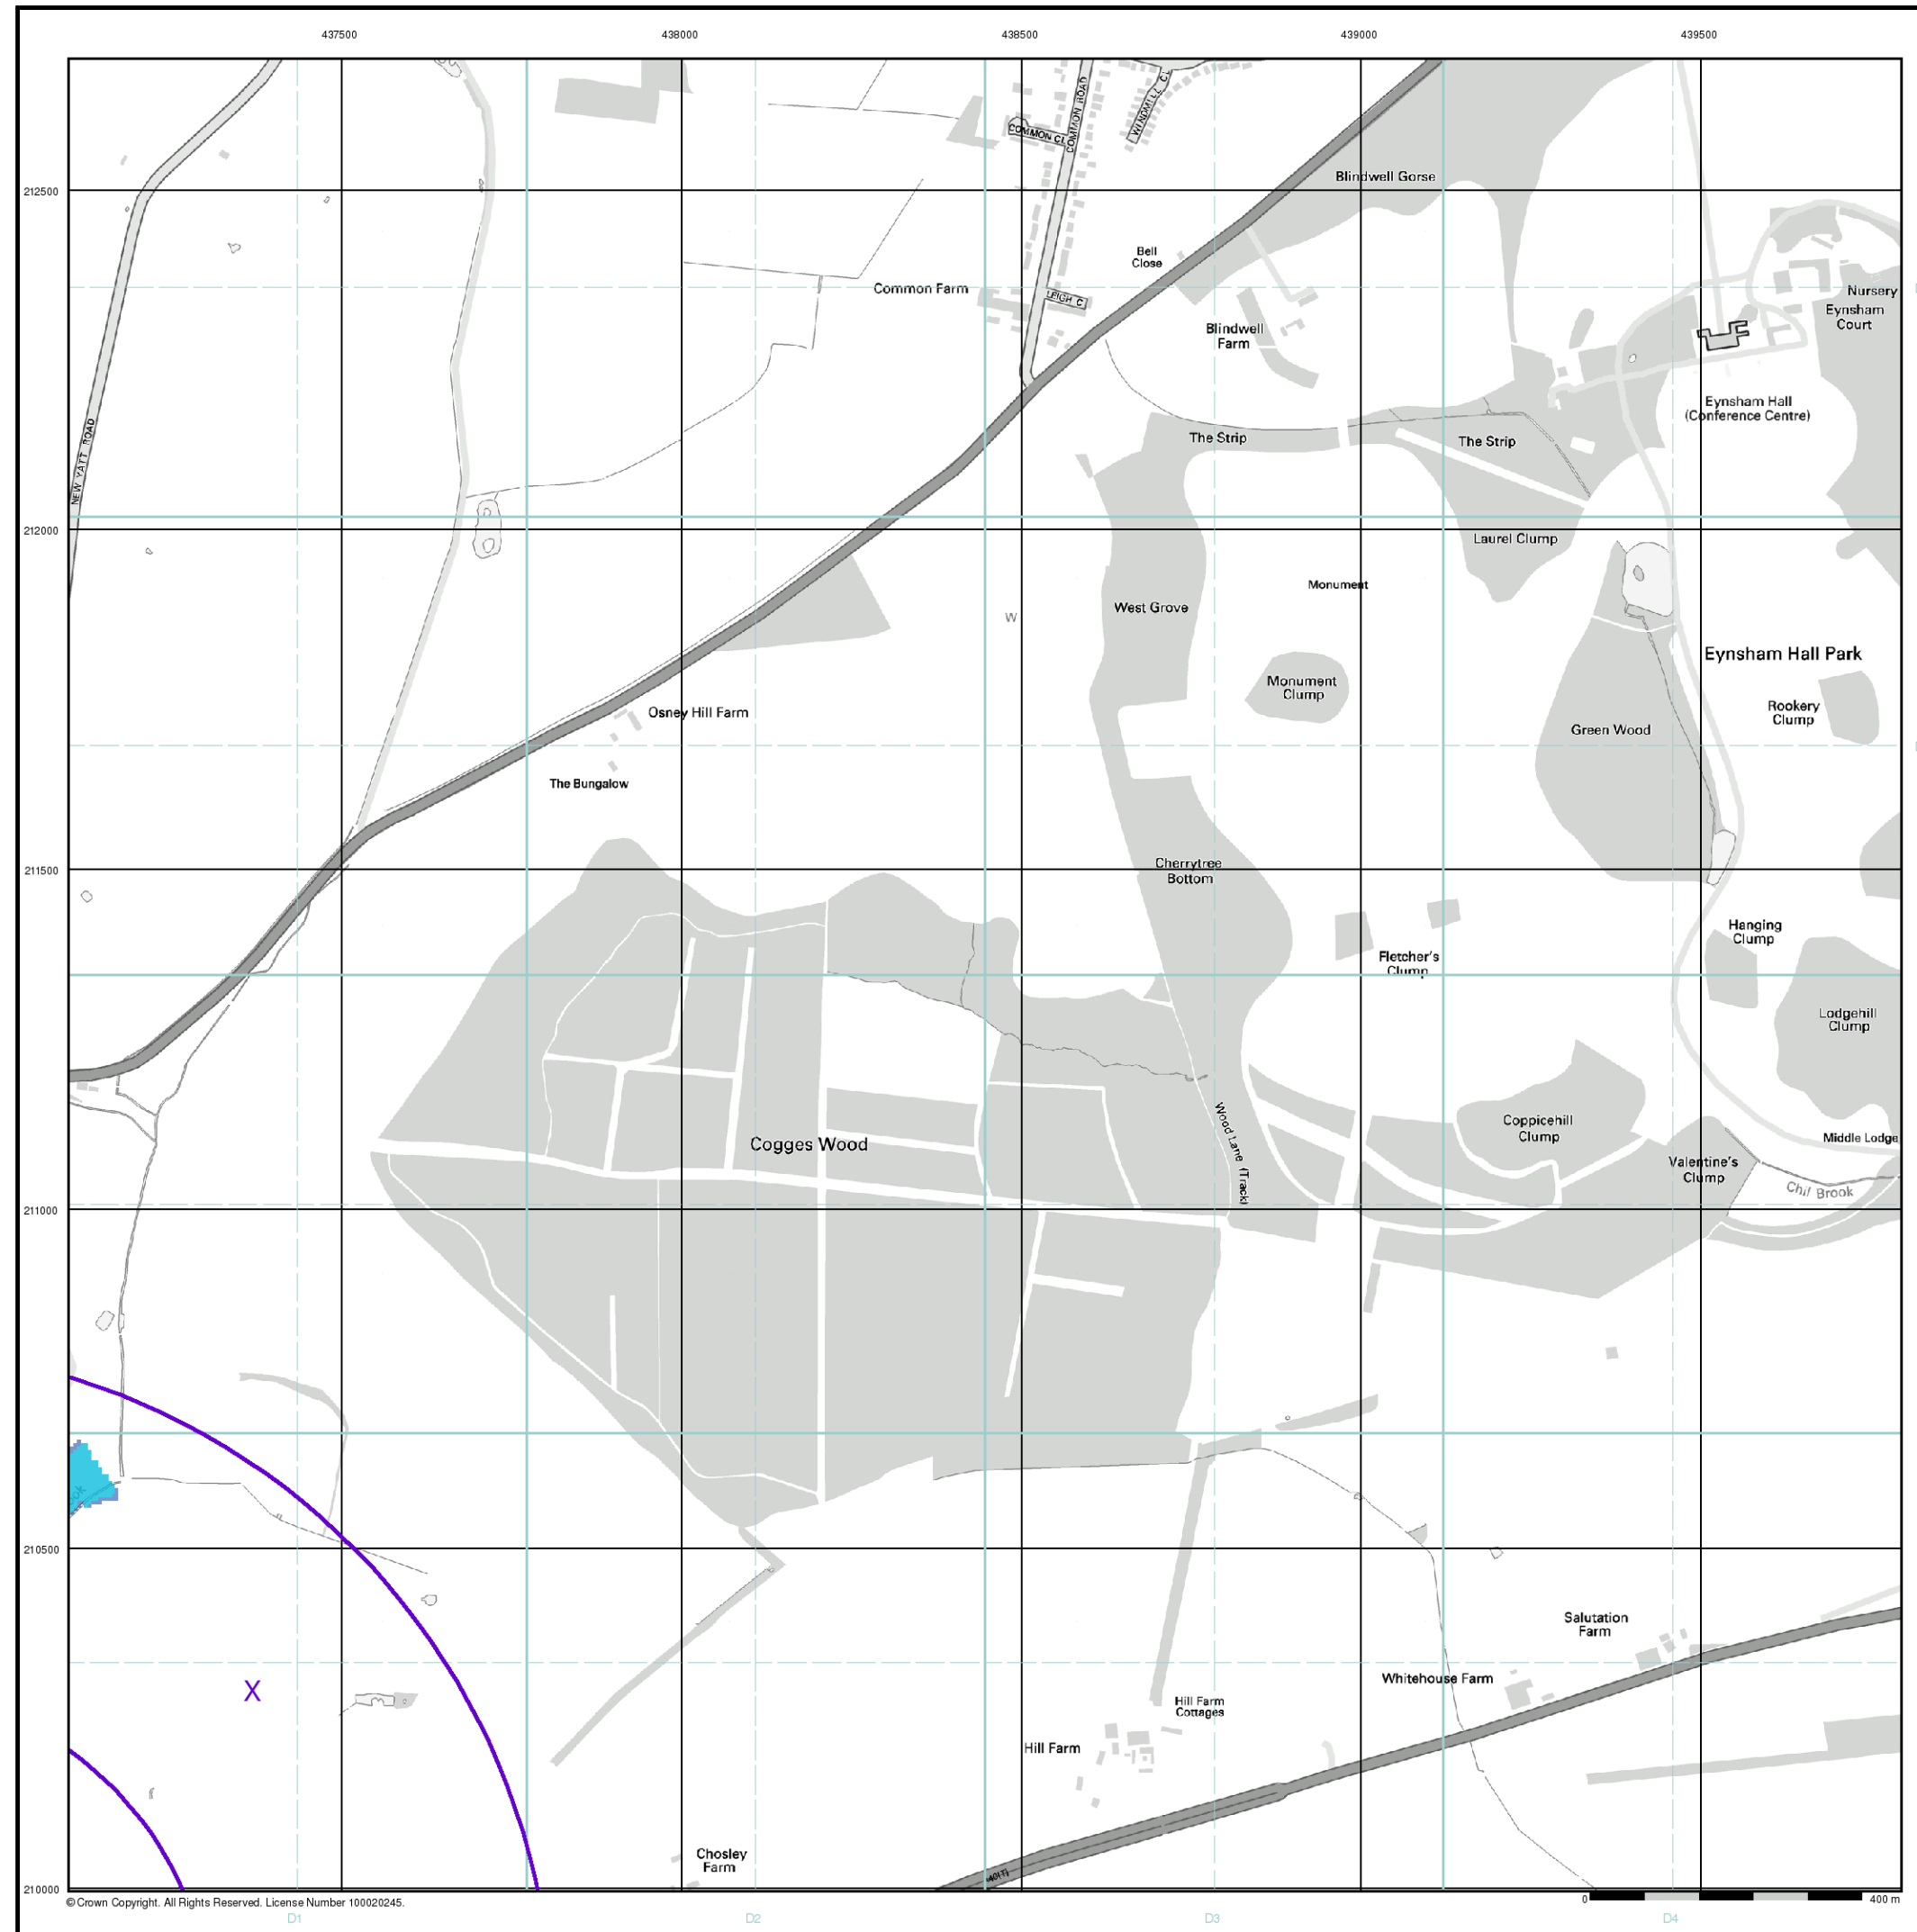 437500 438000 438500 439000 439500
COMMON ROAD
WINDMILL CL
COMMON CL
212500
Blindwell Gorse
Bell
Close
Common Farm
LEIGH C
Nursery
Eynsham
Court
Blindwell
Farm
Eynsham Hall
(Conference Centre)
NEW YATT ROAD
The Strip
The Strip
212000
Laurel Clump
Monument
West Grove
W
Eynsham Hall Park
Monument
Clump
Rookery
Clump
Osney Hill Farm
Green Wood
The Bungalow
211500
Cherrytree
Bottom
Hanging
Clump
Fletcher's
Clump
Lodgehill
Clump
Wood Lane (Track)
Coppicehill
Clump
Cogges Wood
Middle Lodge
Valentine's
Clump
Chil Brook
211000
ook
210500
Salutation
Farm
Whitehouse Farm
X
Hill Farm
Cottages
Hill Farm
Chosley
Farm
210000
© Crown Copyright. All Rights Reserved. License Number 100020245.
0 400 m
D1 D2 D3 D4